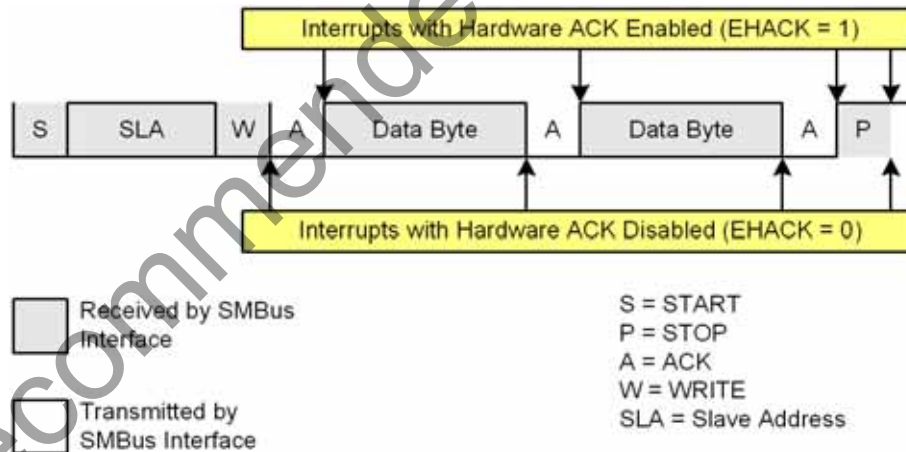 Interrupts with Hardware ACK Enabled (EHACK = 1)
S SLA W A Data Byte A Data Byte A P
Interrupts with Hardware ACK Disabled (EHACK = 0)
Received by SMBus
Interface
Transmitted by
SMBus Interface
S = START
P = STOP
A = ACK
W = WRITE
SLA = Slave Address
ecommende